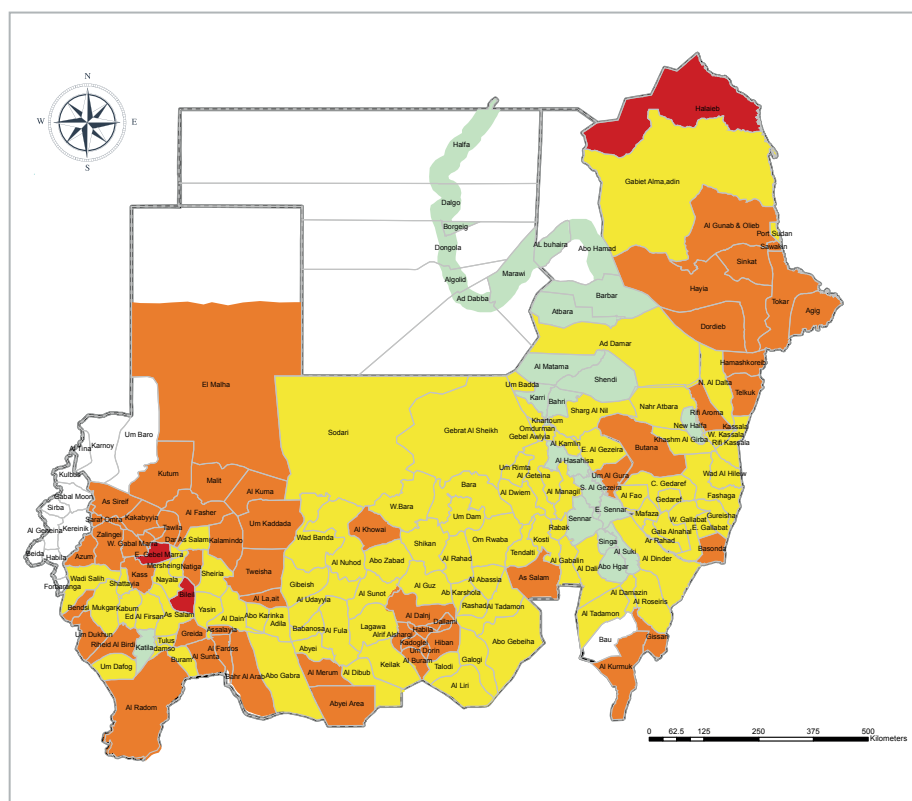 N
W
E
S
Halaieb
Halfa
Gabiet Alma,adin
Dalgo
Al Gunab & Olieb
Borgeig
Port Sudan
Dongola
AL buhaira
Abo Hamad
Sawakin
Sinkat
Algolid
Marawi
Hayia
Ad Dabba
Barbar
Tokar
Atbara
Agig
Dordieb
Ad Damar
Al Matama
Hamashkoreib
El Malha
Um Badda
Shendi
N. Al Dalta
Telkuk
Karri
Bahri
Sharg Al Nil
Nahr Atbara
Rifi Aroma
Um Baro
Sodari
Gebrat Al Sheikh
Khartoum
Omdurman
New Halfa
Kassala
Gebel Awlyia
W. Kassala
Al Tina
Karnoy
Al Kamlin
E. Al Gezeira
Butana
Khashm Al Girba
Rifi Kassala
Kulbus
Kutum
Malit
Um Rimta
Al Hasahisa
Um Al Gura
Wad Al Hilew
Gabal Moon
Al Kuma
Bara
Al Geteina
S. Al Gezeira
C. Gedaref
Sirba
As Sireif
Kakabyyia
Al Fasher
Um Kaddada
W.Bara
Al Dwiem
Al Managil
Al Fao
Gedaref
Fashaga
Al Geneina
Kereinik
Sarat Omra
Tawila
Al Khowai
Um Dam
E. Sennar
Mafaza
W. Gallabat
Gureisha
Zalingei
W. Gabal Marra
Dar As Salam
Kalamindo
Wad Banda
Shikan
Om Rwaba
Rabak
Sennar
Gala Alnahal
E. Gallabat
Beida
Habila
Azum
E. Gebel Marra
Mersheing
Natiga
Tweisha
Al Nuhod
Abo Zabad
Al Rahad
Tendalti
Kosti
Singa
Al Suki
Ar Rahad
Basonda
Forbaranga
Wadi Salih
Shattayia
Kass
Nayala
Sheiria
Gibeish
Al Gabalin
Al Dali
Abo Hgar
Al Dinder
Bendsi
Mukgar
Kabum
Bileil
Al La,ait
Al Udayyia
Al Sunot
Al Guz
Ab Karshola
Al Abassia
As Salam
Al Damazin
Ed Al Firsan
As Salam
Yasin
Abo Karinka
Rashad
Al Tadamon
Al Roseiris
Um Dukhun
Riheid Al Birdi
Al Dain
Adila
Babanosa
Lagawa
Al Dalnj
Dallami
Al Tadamon
Tulus
Greida
Assalayia
Al Fula
Alrif Alshargi
Habila
Katila
damso
Kadogle
Hiban
Abo Gebeiha
Bau
Gissan
Um Dafog
Buram
Al Sunta
Al Fardos
Abyei
Um Dorin
Bahr Al Arab
Abo Gabra
Al Merum
Al Dibub
Keilak
Al Buram
Talodi
Galogi
Al Kurmuk
Al Radom
Abyei Area
Al Liri
0 62.5 125 250 375 500
Kilometers